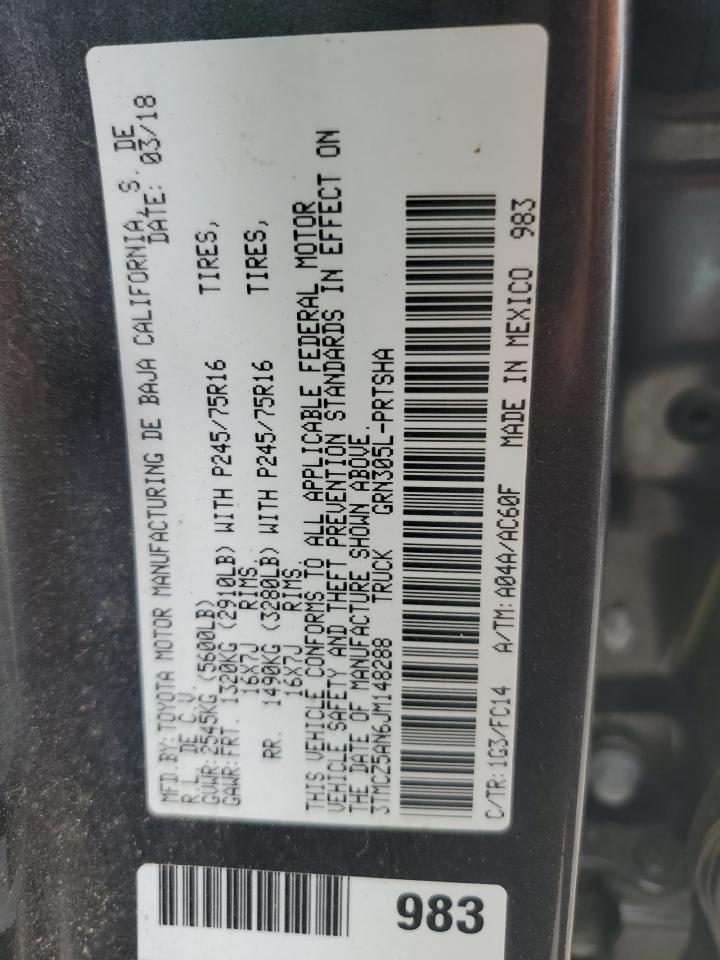 MFD.BY:TOYOTA MOTOR MANUFACTURING DE BAJA CALIFORNIA, S. DE
R.L. DE C.V. DATE: 03/18
GVWR:2545KG (5600LB)
GAWR:FRT. 1320KG (2910LB) WITH P245/75R16 TIRES,
16X7J RIMS.
RR. 1490KG (3280LB) WITH P245/75R16 TIRES,
16X7J RIMS.
THIS VEHICLE CONFORMS TO ALL APPLICABLE FEDERAL MOTOR
VEHICLE SAFETY AND THEFT PREVENTION STANDARDS IN EFFECT ON
THE DATE OF MANUFACTURE SHOWN ABOVE.
3TMCZ5AN6JM148288 TRUCK GRN305L-PRTSHA
C/TR:1G3/FC14 A/TM:A04A/AC60F MADE IN MEXICO 983
983